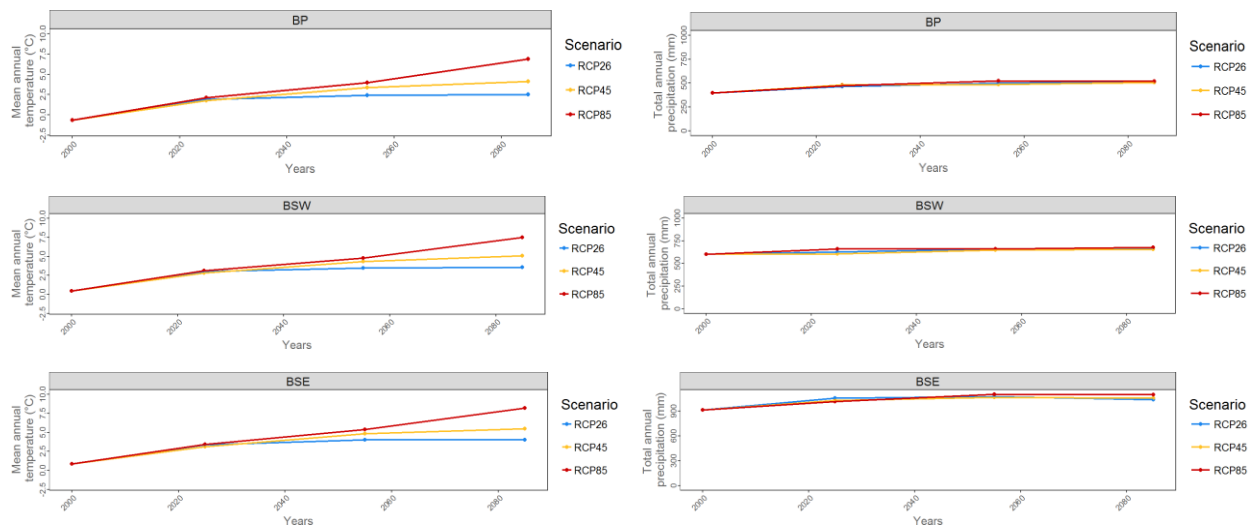 BP
Mean annual
temperature (°C)
10.0
7.5
5.0
2.5
0.0
-2.5
2000
2020
2040
2060
2080
Years
Scenario
RCP26
RCP45
RCP85
BP
Total annual
precipitation (mm)
1000
750
500
250
0
2000
2020
2040
2060
2080
Years
Scenario
RCP26
RCP45
RCP85
BSW
Mean annual
temperature (°C)
10.0
7.5
5.0
2.5
0.0
-2.5
2000
2020
2040
2060
2080
Years
Scenario
RCP26
RCP45
RCP85
BSW
Total annual
precipitation (mm)
1000
750
500
250
0
2000
2020
2040
2060
2080
Years
Scenario
RCP26
RCP45
RCP85
BSE
Mean annual
temperature (°C)
10.0
7.5
5.0
2.5
0.0
-2.5
2000
2020
2040
2060
2080
Years
Scenario
RCP26
RCP45
RCP85
BSE
Total annual
precipitation (mm)
900
600
300
0
2000
2020
2040
2060
2080
Years
Scenario
RCP26
RCP45
RCP85